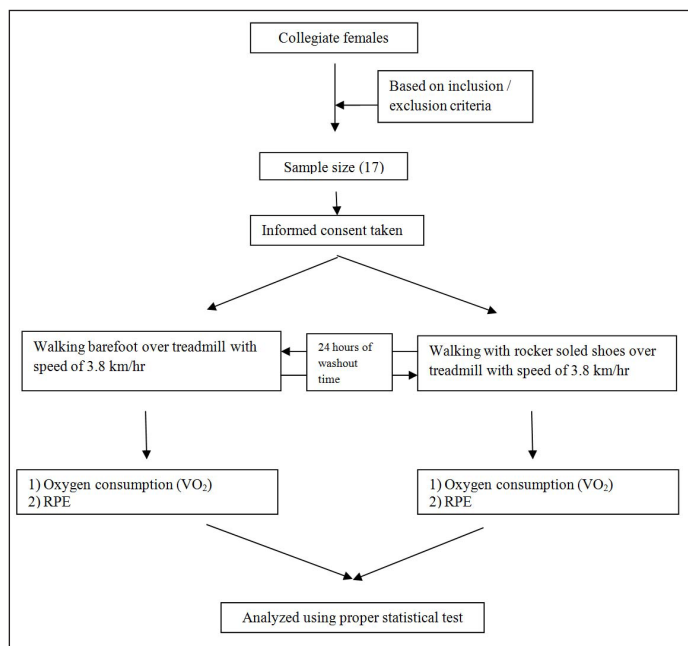 Collegiate females
Based on inclusion /
exclusion criteria
Sample size (17)
Informed consent taken
Walking barefoot over treadmill with
speed of 3.8 km/hr
24 hours of
washout
time
Walking with rocker soled shoes over
treadmill with speed of 3.8 km/hr
1) Oxygen consumption (VO₂)
2) RPE
1) Oxygen consumption (VO₂)
2) RPE
Analyzed using proper statistical test